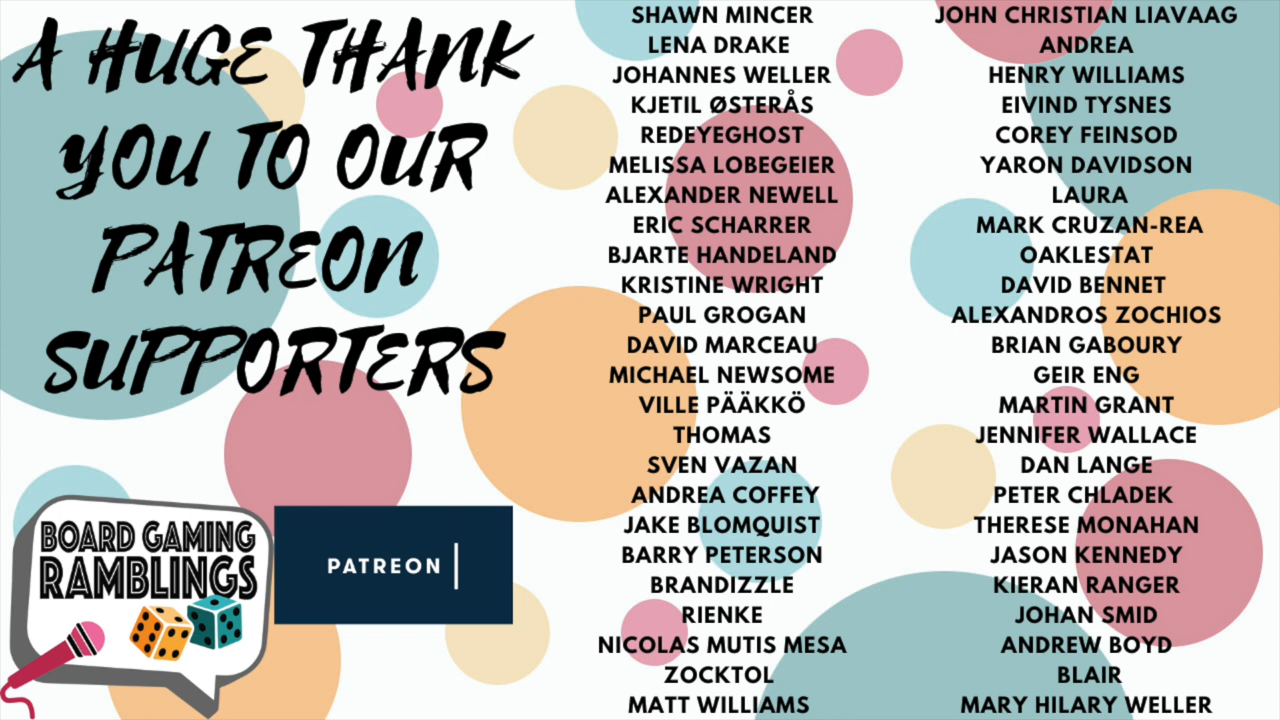 A HUGE THANK
YOU TO OUR
PATREON
SUPPORTERS
BOARD GAMING
RAMBLINGS
PATREON
SHAWN MINCER
LENA DRAKE
JOHANNES WELLER
KJETIL ØSTERÅS
REDEYEGHOST
MELISSA LOBEGEIER
ALEXANDER NEWELL
ERIC SCHARRER
BJARTE HANDELAND
KRISTINE WRIGHT
PAUL GROGAN
DAVID MARCEAU
MICHAEL NEWSOME
VILLE PÄÄKKÖ
THOMAS
SVEN VAZAN
ANDREA COFFEY
JAKE BLOMQUIST
BARRY PETERSON
BRANDIZZLE
RIENKE
NICOLAS MUTIS MESA
ZOCKTOL
MATT WILLIAMS
JOHN CHRISTIAN LIAVAAG
ANDREA
HENRY WILLIAMS
EIVIND TYSNES
COREY FEINSOD
YARON DAVIDSON
LAURA
MARK CRUZAN-REA
OAKLESTAT
DAVID BENNET
ALEXANDROS ZOCHIOS
BRIAN GABOURY
GEIR ENG
MARTIN GRANT
JENNIFER WALLACE
DAN LANGE
PETER CHLADEK
THERESE MONAHAN
JASON KENNEDY
KIERAN RANGER
JOHAN SMID
ANDREW BOYD
BLAIR
MARY HILARY WELLER